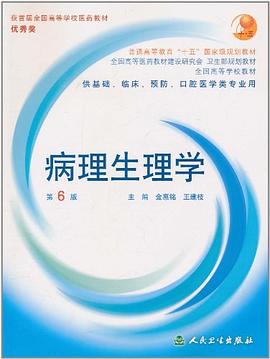 获首届全国高等学校医药教材
优秀奖
普通高等教育“十五”国家级规划教材
全国高等医药教材建设研究会 卫生部规划教材
全国高等学校教材
供基础、临床、预防、口腔医学类专业用
病理生理学
第6版
主编 金惠铭 王建枝
人民卫生出版社